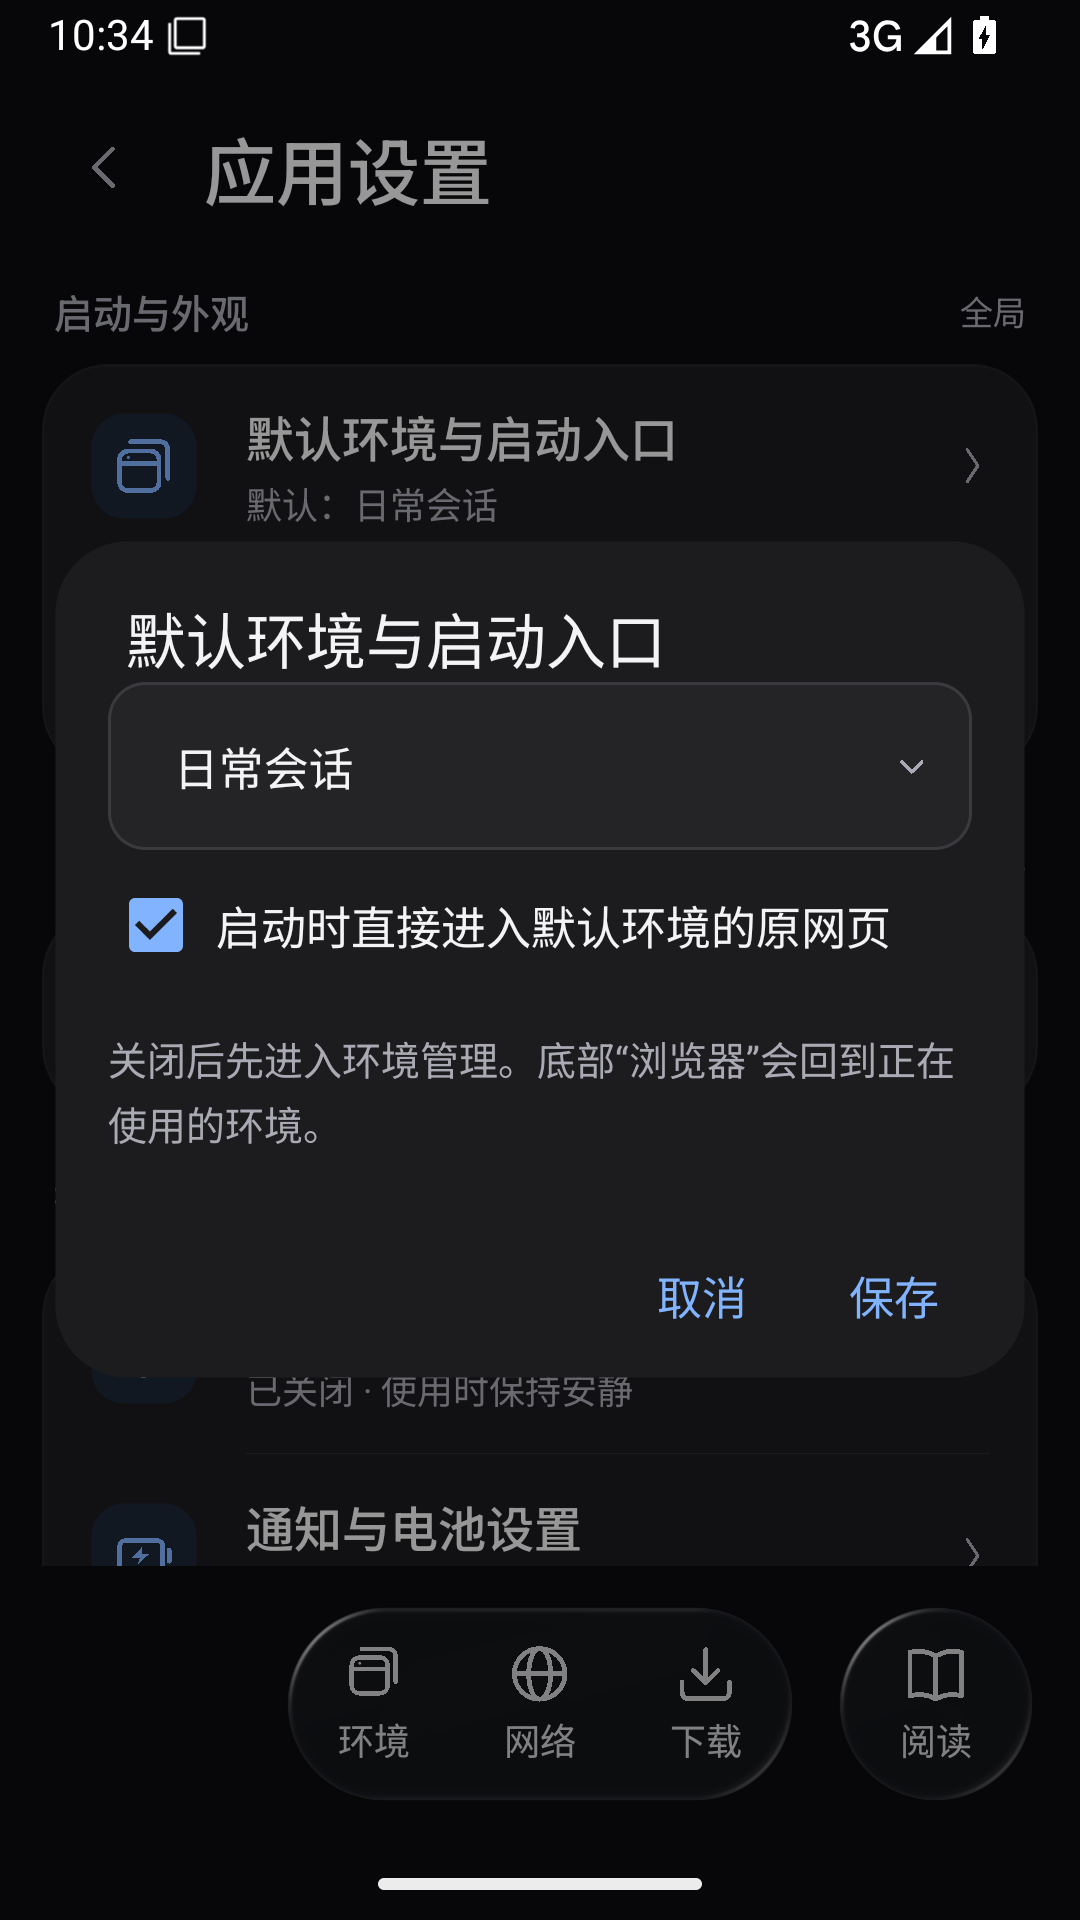 10:34
3G
应用设置
启动与外观
全局
默认环境与启动入口
默认：日常会话
默认环境与启动入口
日常会话
启动时直接进入默认环境的原网页
关闭后先进入环境管理。底部“浏览器”会回到正在
使用的环境。
取消
保存
已关闭 · 使用时保持安静
通知与电池设置
环境
网络
下载
阅读